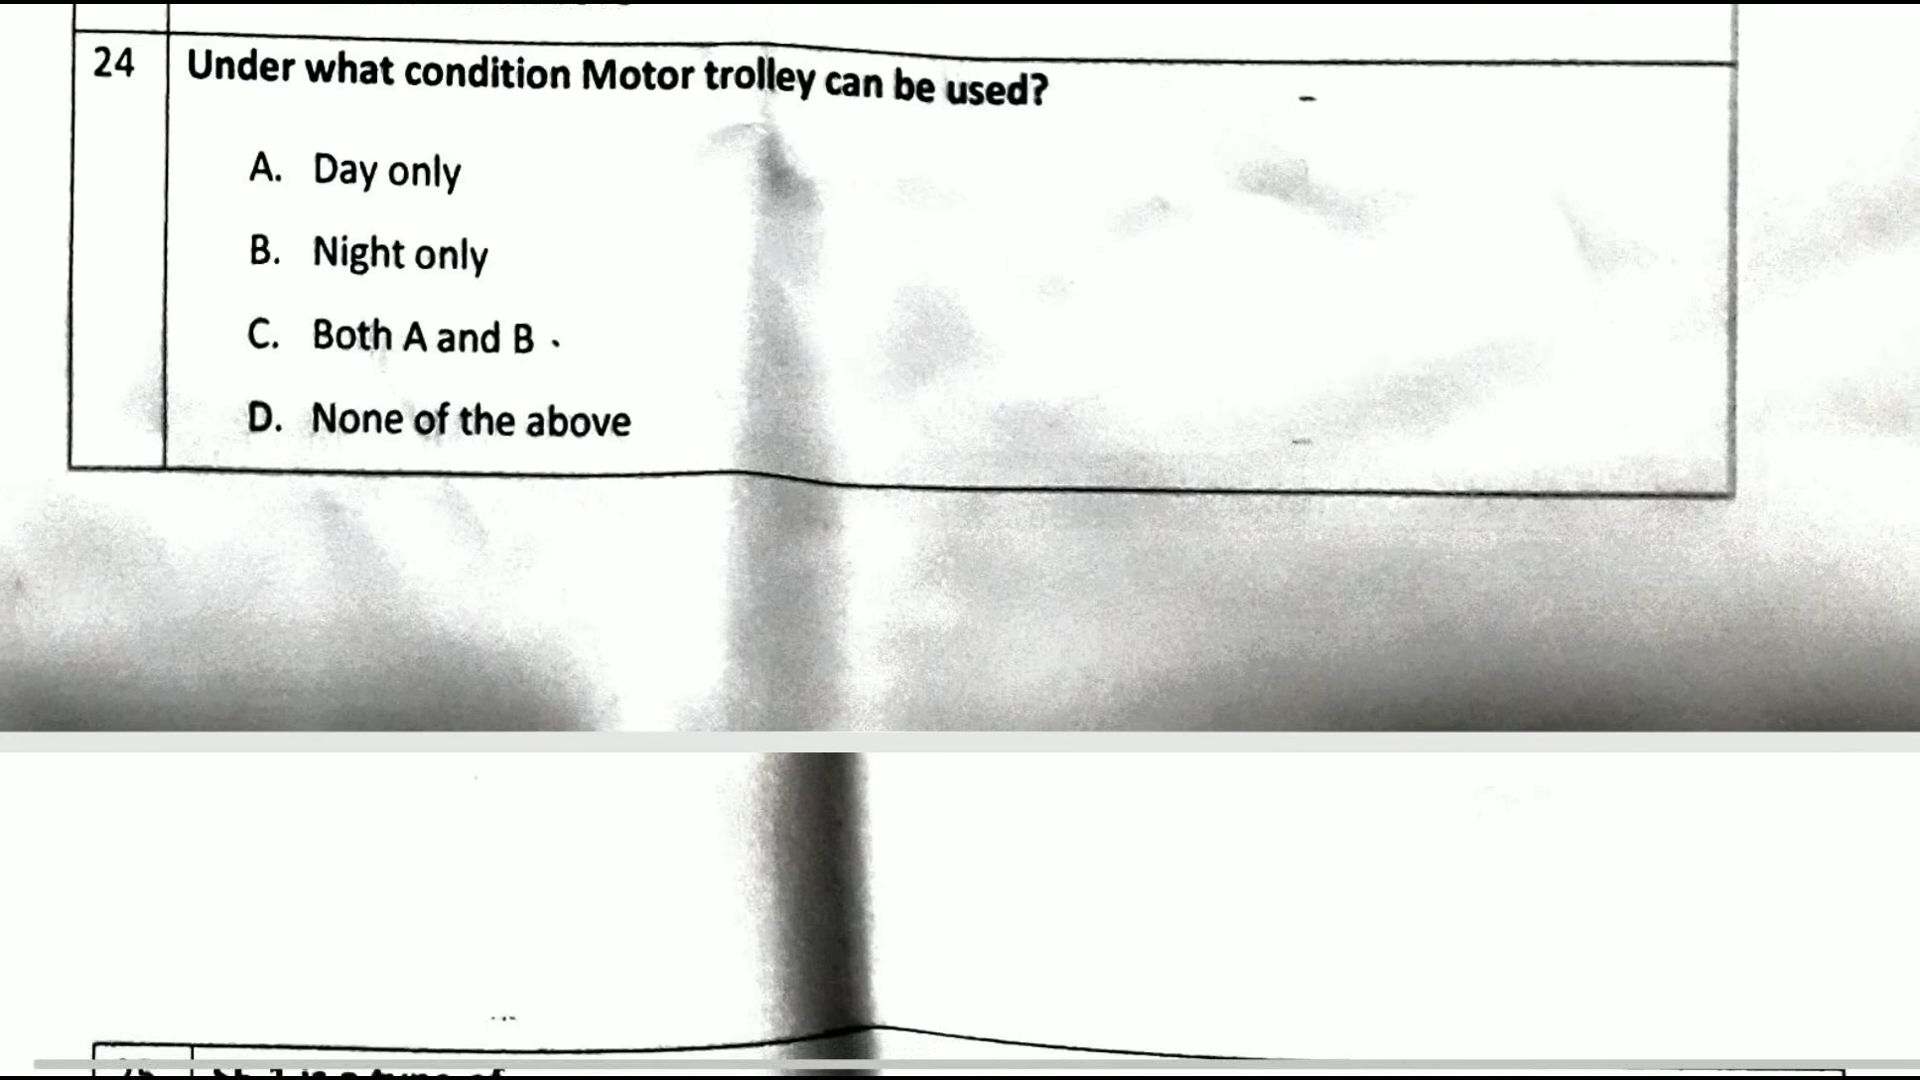 24 Under what condition Motor trolley can be used?
A. Day only
B. Night only
C. Both A and B
D. None of the above